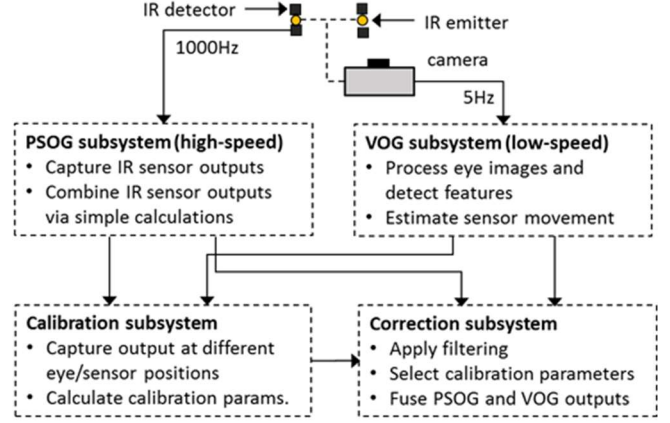 IR detector
IR emitter
1000Hz
camera
5Hz
PSOG subsystem (high-speed)
• Capture IR sensor outputs
• Combine IR sensor outputs
via simple calculations
VOG subsystem (low-speed)
• Process eye images and
detect features
• Estimate sensor movement
Calibration subsystem
• Capture output at different
eye/sensor positions
• Calculate calibration params.
Correction subsystem
• Apply filtering
• Select calibration parameters
• Fuse PSOG and VOG outputs